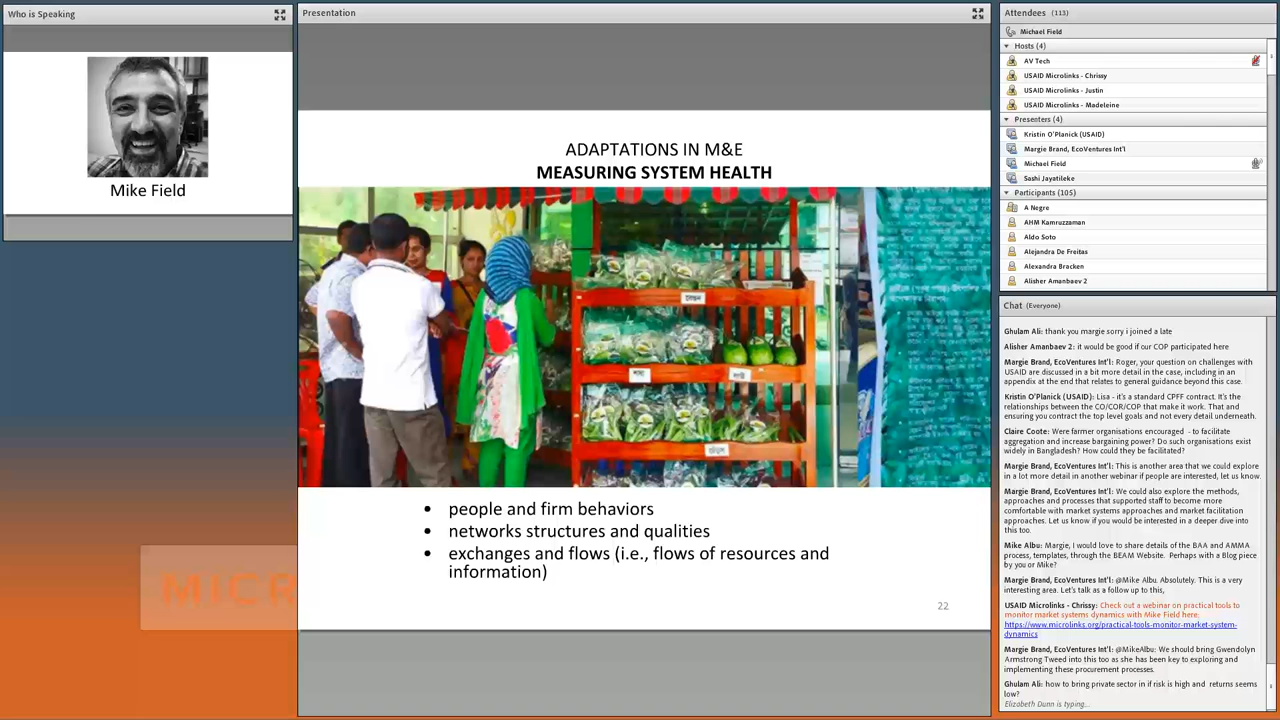 Who is Speaking
Mike Field
Presentation
ADAPTATIONS IN M&E
MEASURING SYSTEM HEALTH
• people and firm behaviors
• networks structures and qualities
• exchanges and flows (i.e., flows of resources and
information)
22
MICR
Attendees (113)
Michael Field
Hosts (4)
AV Tech
USAID Microlinks - Chrissy
USAID Microlinks - Justin
USAID Microlinks - Madeleine
Presenters (4)
Kristin O'Planick (USAID)
Margie Brand, EcoVentures Int'l
Michael Field
Sashi Jayatileke
Participants (105)
A Negre
AHM Kamruzzaman
Aldo Soto
Alejandra De Freitas
Alexandra Bracken
Alisher Amanbaev 2
Chat (Everyone)
Ghulam Ali: thank you margie sorry i joined a late
Alisher Amanbaev 2: it would be good if our COP participated here
Margie Brand, EcoVentures Int'l: Roger, your question on challenges with
USAID are discussed in a bit more detail in the case, including in an
appendix at the end that relates to general guidance beyond this case.
Kristin O'Planick (USAID): Lisa - it's a standard CPFF contract. It's the
relationships between the CO/COR/COP that make it work. That and
ensuring you contract the top level goals and not every detail underneath.
Claire Coote: Were farmer organisations encouraged - to facilitate
aggregation and increase bargaining power? Do such organisations exist
widely in Bangladesh? How could they be facilitated?
Margie Brand, EcoVentures Int'l: This is another area that we could explore
in a lot more detail in another webinar if people are interested, let us know.
Margie Brand, EcoVentures Int'l: We could also explore the methods,
approaches and processes that supported staff to become more
comfortable with market systems approaches and market facilitation
approaches. Let us know if you would be interested in a deeper dive into
this too.
Mike Albu: Margie, I would love to share details of the BAA and AMMA
process, templates, through the BEAM Website. Perhaps with a Blog piece
by you or Mike?
Margie Brand, EcoVentures Int'l: @Mike Albu. Absolutely. This is a very
interesting area. Let's talk as a follow up to this,
USAID Microlinks - Chrissy: Check out a webinar on practical tools to
monitor market systems dynamics with Mike Field here:
https://www.microlinks.org/practical-tools-monitor-market-system-
dynamics
Margie Brand, EcoVentures Int'l: @MikeAlbu: We should bring Gwendolyn
Armstrong Tweed into this too as she has been key to exploring and
implementing these procurement processes.
Ghulam Ali: how to bring private sector in if risk is high and returns seems
low?
Elizabeth Dunn is typing...